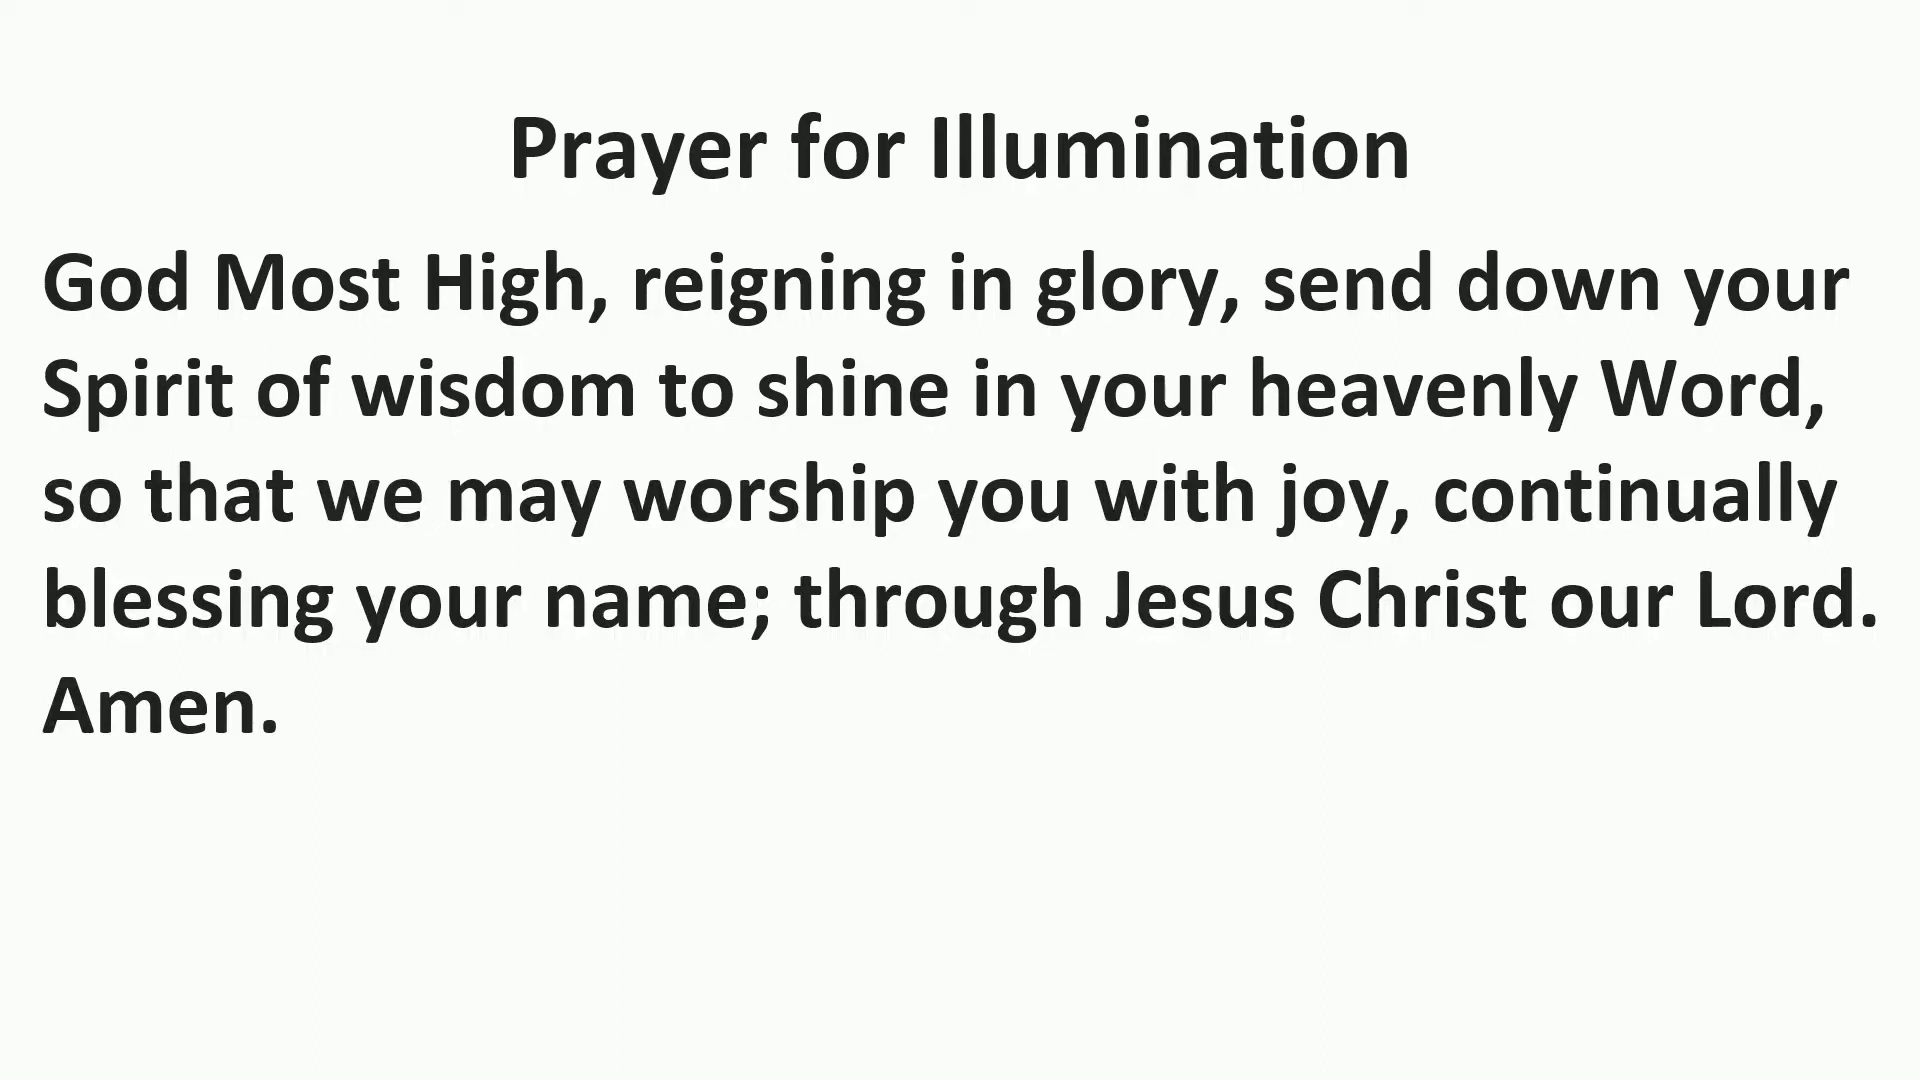 Prayer for Illumination
God Most High, reigning in glory, send down your
Spirit of wisdom to shine in your heavenly Word,
so that we may worship you with joy, continually
blessing your name; through Jesus Christ our Lord.
Amen.